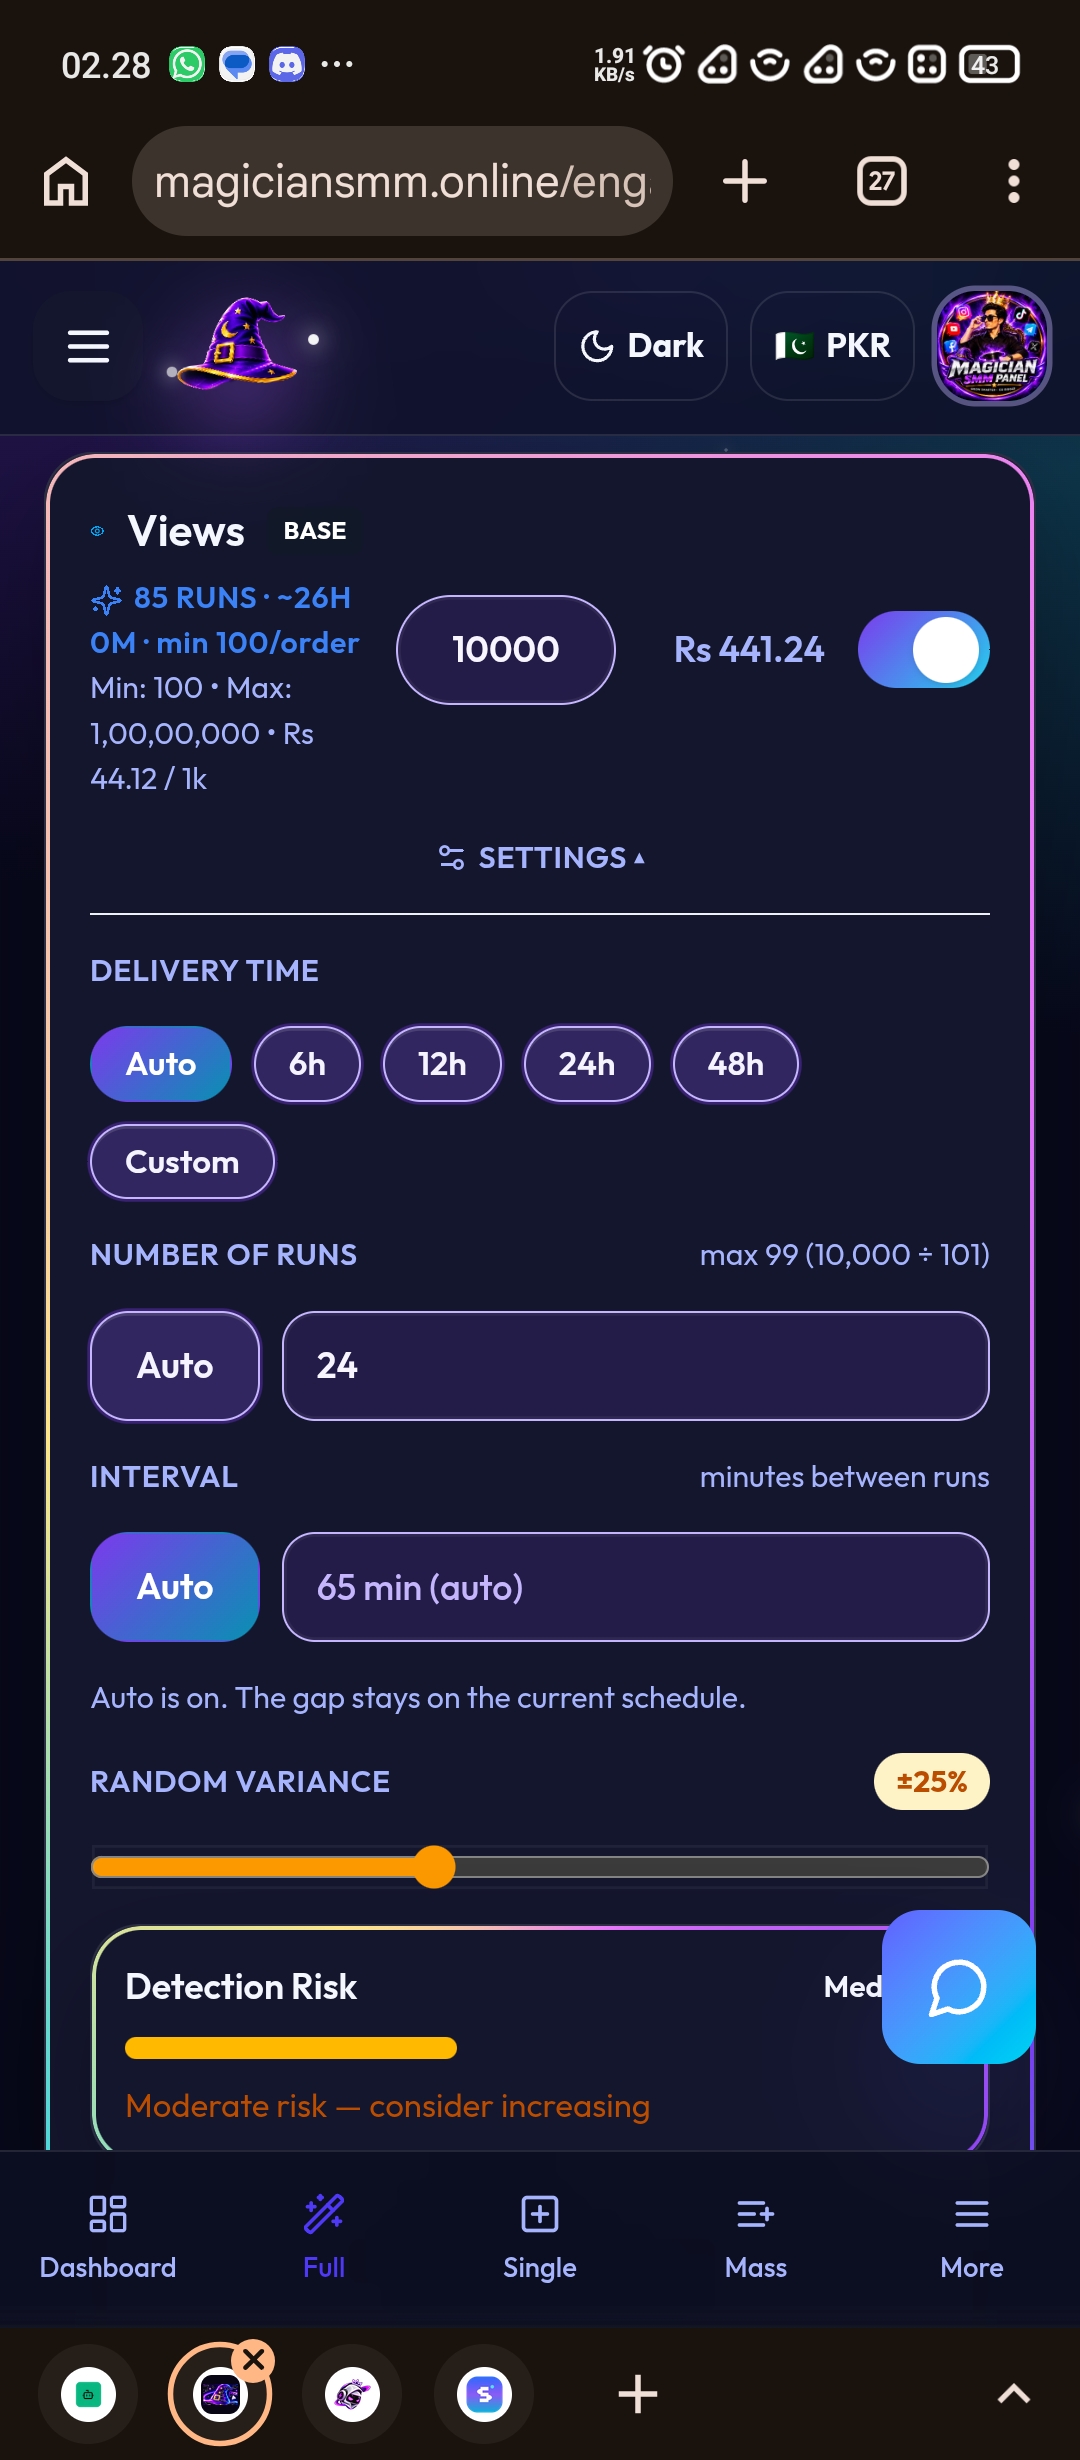 02.28
1.91
KB/s
43
magiciansmm.online/eng
27
Dark
PKR
MAGICIAN
SMM PANEL
Views BASE
85 RUNS · ~26H
0M · min 100/order
Min: 100 • Max:
1,00,00,000 • Rs
44.12 / 1k
10000
Rs 441.24
SETTINGS ▴
DELIVERY TIME
Auto 6h 12h 24h 48h
Custom
NUMBER OF RUNS max 99 (10,000 ÷ 101)
Auto 24
INTERVAL minutes between runs
Auto 65 min (auto)
Auto is on. The gap stays on the current schedule.
RANDOM VARIANCE ±25%
Detection Risk Med
Moderate risk — consider increasing
Dashboard Full Single Mass More